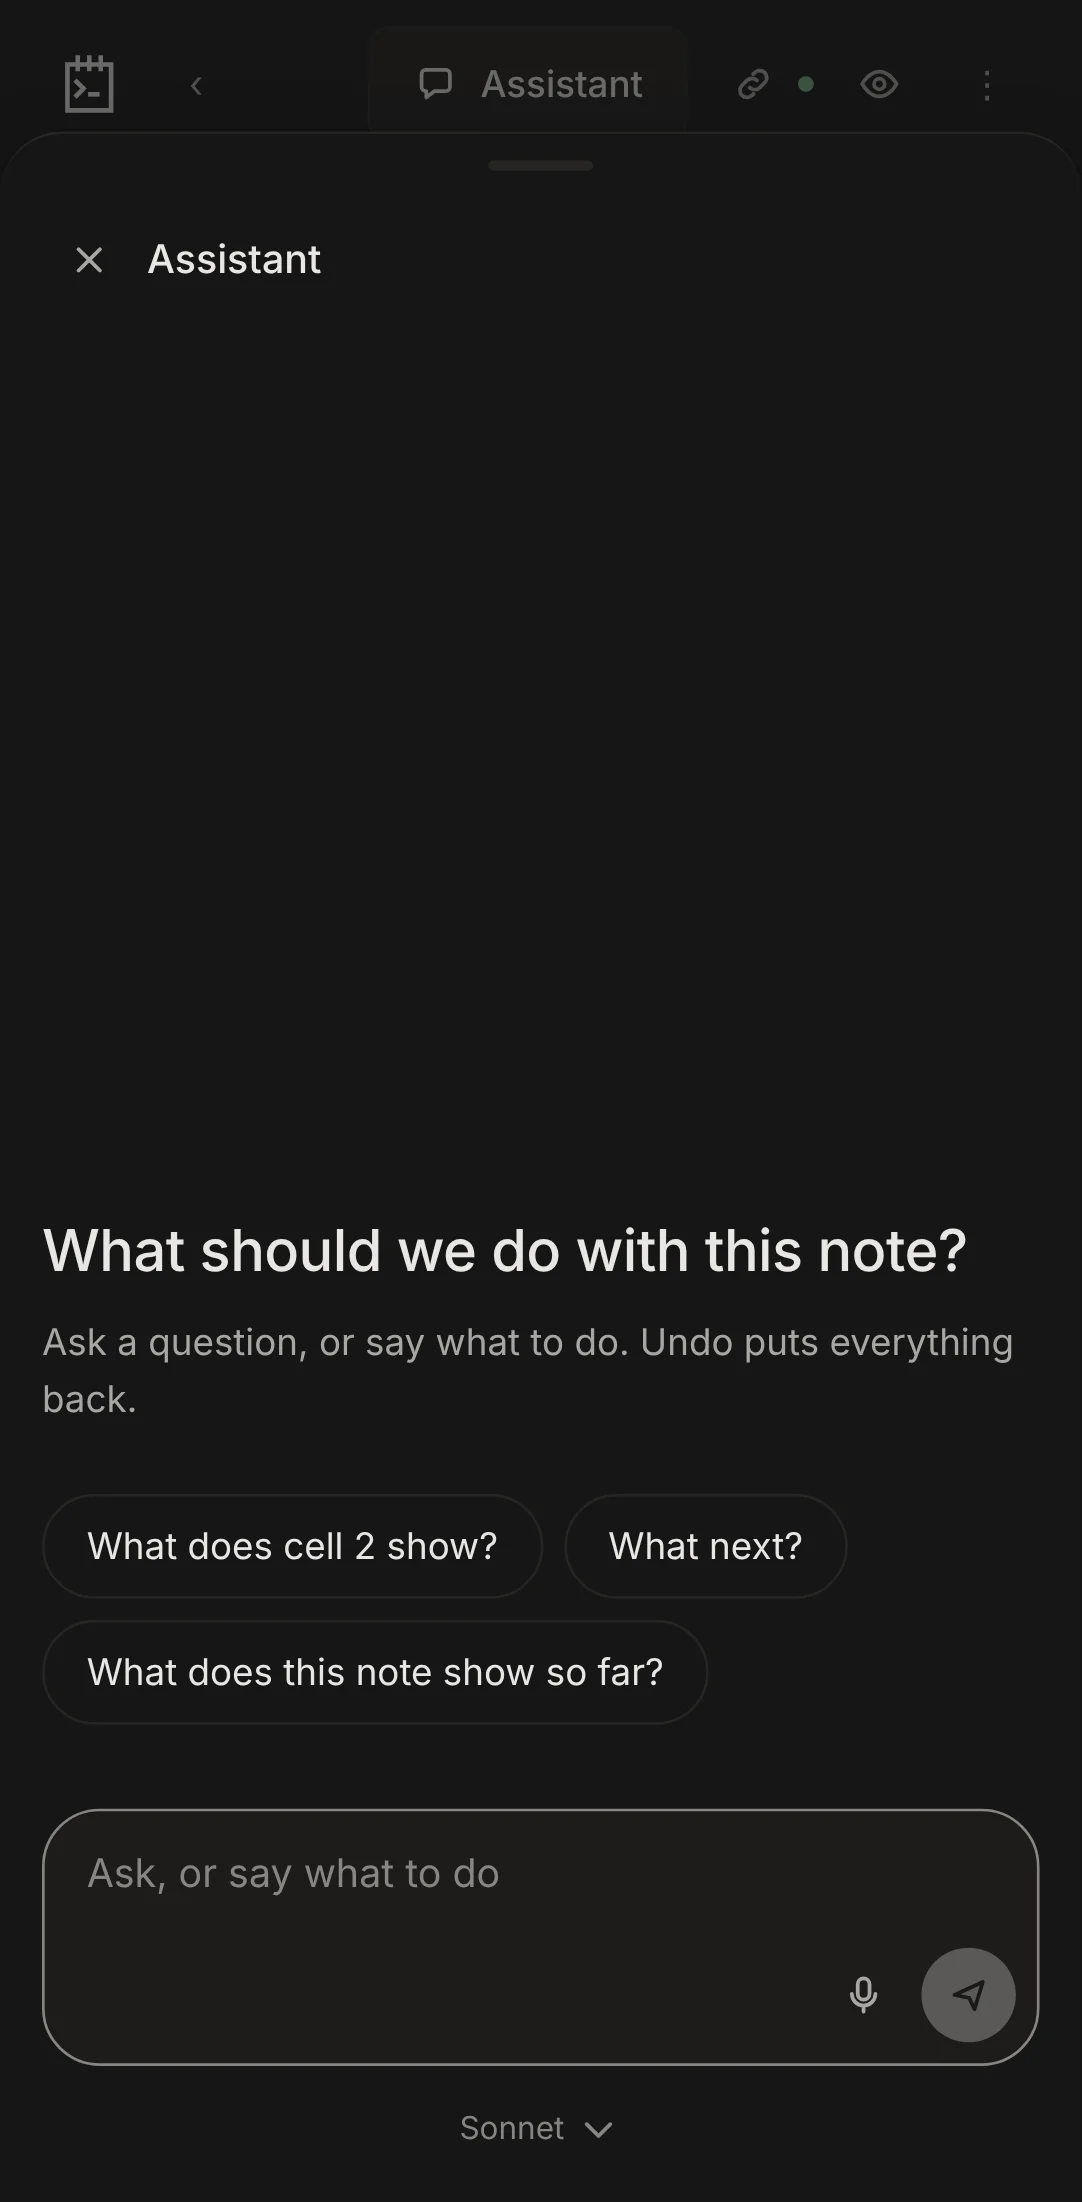 Assistant
Assistant
What should we do with this note?
Ask a question, or say what to do. Undo puts everything
back.
What does cell 2 show?
What next?
What does this note show so far?
Ask, or say what to do
Sonnet